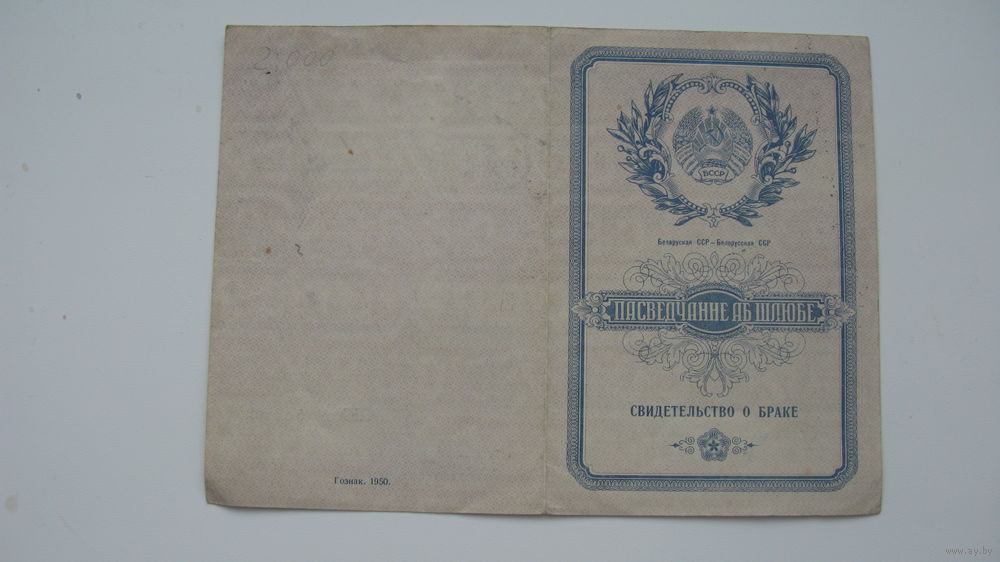 2.000
Гознак. 1950.
БССР
Беларуская ССР – Белорусская ССР
ПАСВЕДЧАННЕ АБ ШЛЮБЕ
СВИДЕТЕЛЬСТВО О БРАКЕ
www.ay.by